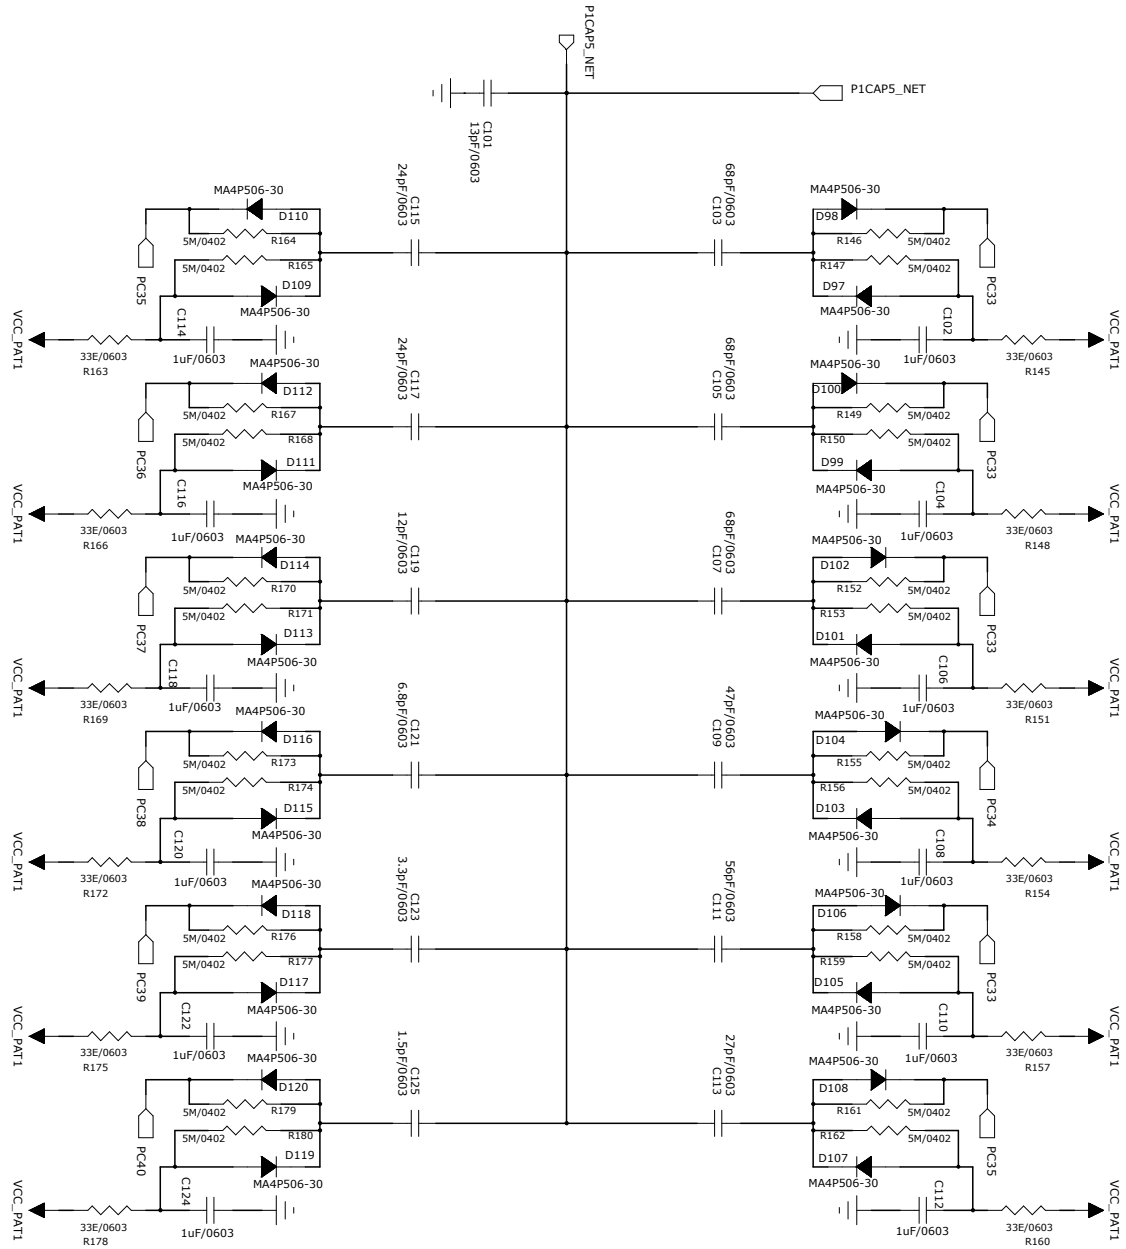 P1CAP5_NET
P1CAP5_NET
C101
13pF/0603
MA4P506-30
D110
PC35
5M/0402
R164
5M/0402
R165
D109
MA4P506-30
C114
1uF/0603
VCC_PAT1
33E/0603
R163
24pF/0603
C115
68pF/0603
C103
MA4P506-30
D98
R146
5M/0402
R147
5M/0402
D97
MA4P506-30
PC33
C102
1uF/0603
33E/0603
R145
VCC_PAT1
MA4P506-30
D112
PC36
5M/0402
R167
5M/0402
R168
D111
MA4P506-30
C116
1uF/0603
VCC_PAT1
33E/0603
R166
24pF/0603
C117
68pF/0603
C105
MA4P506-30
D100
R149
5M/0402
R150
5M/0402
D99
MA4P506-30
PC33
C104
1uF/0603
33E/0603
R148
VCC_PAT1
MA4P506-30
D114
PC37
5M/0402
R170
5M/0402
R171
D113
MA4P506-30
C118
1uF/0603
VCC_PAT1
33E/0603
R169
12pF/0603
C119
68pF/0603
C107
MA4P506-30
D102
R152
5M/0402
R153
5M/0402
D101
MA4P506-30
PC33
C106
1uF/0603
33E/0603
R151
VCC_PAT1
MA4P506-30
D116
PC38
5M/0402
R173
5M/0402
R174
D115
MA4P506-30
C120
1uF/0603
VCC_PAT1
33E/0603
R172
6.8pF/0603
C121
47pF/0603
C109
MA4P506-30
D104
R155
5M/0402
R156
5M/0402
D103
MA4P506-30
PC34
C108
1uF/0603
33E/0603
R154
VCC_PAT1
MA4P506-30
D118
PC39
5M/0402
R176
5M/0402
R177
D117
MA4P506-30
C122
1uF/0603
VCC_PAT1
33E/0603
R175
3.3pF/0603
C123
56pF/0603
C111
MA4P506-30
D106
R158
5M/0402
R159
5M/0402
D105
MA4P506-30
PC33
C110
1uF/0603
33E/0603
R157
VCC_PAT1
MA4P506-30
D120
PC40
5M/0402
R179
5M/0402
R180
D119
MA4P506-30
C124
1uF/0603
VCC_PAT1
33E/0603
R178
1.5pF/0603
C125
27pF/0603
C113
MA4P506-30
D108
R161
5M/0402
R162
5M/0402
D107
MA4P506-30
PC35
C112
1uF/0603
33E/0603
R160
VCC_PAT1